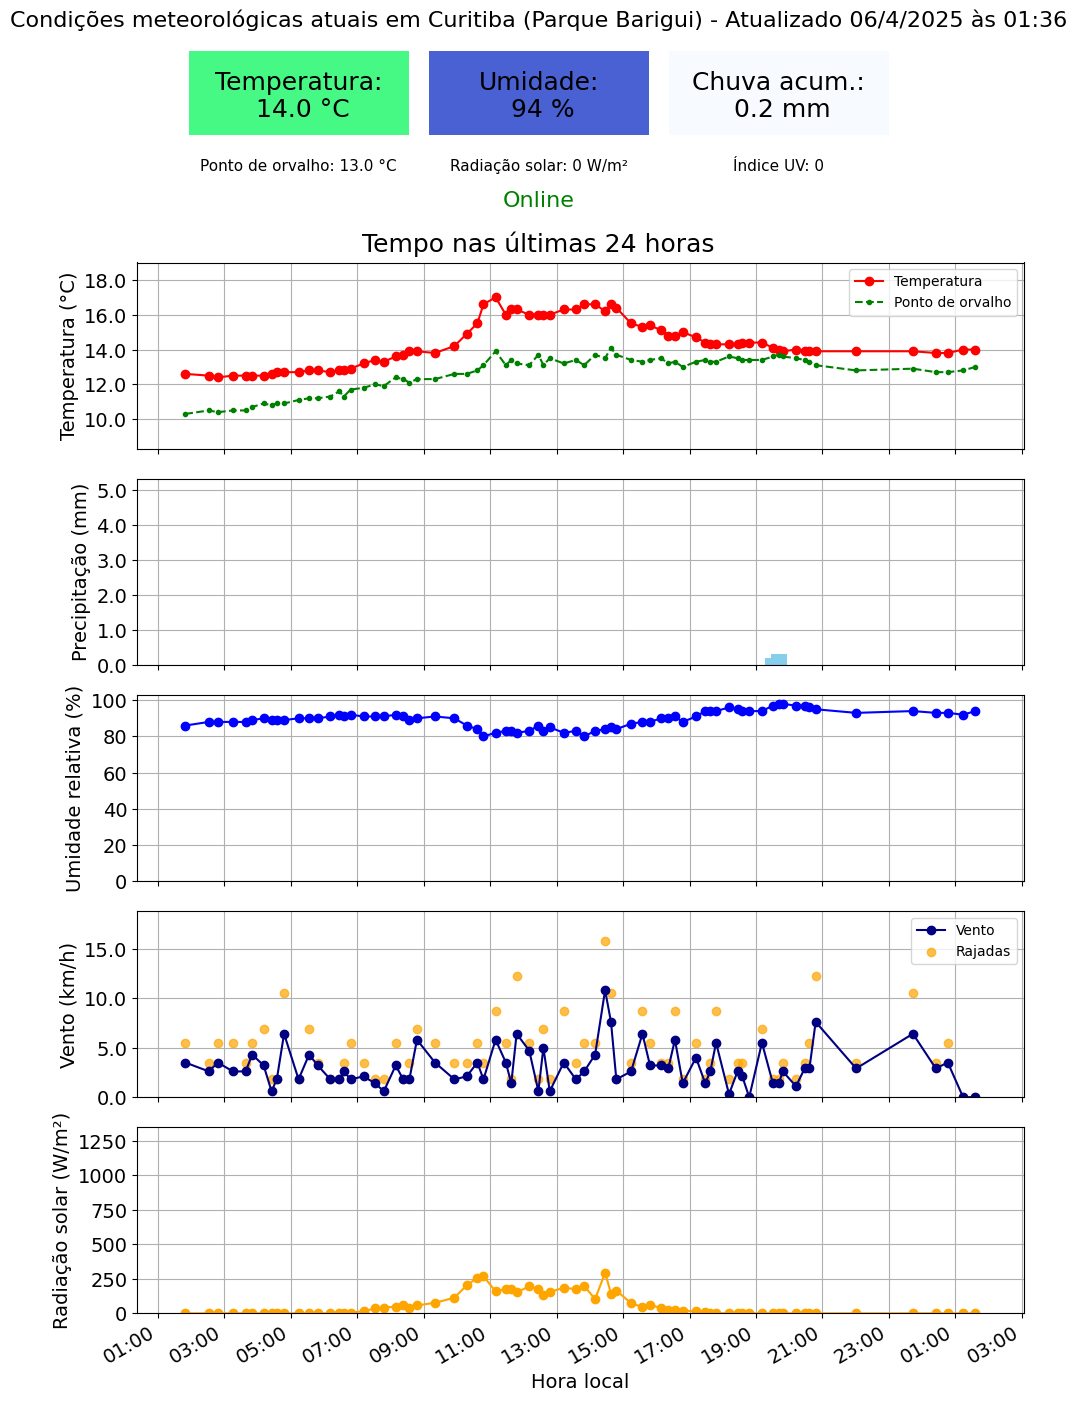 Condições meteorológicas atuais em Curitiba (Parque Barigui) - Atualizado 06/4/2025 às 01:36
Temperatura:
14.0 °C
Umidade:
94 %
Chuva acum.:
0.2 mm
Ponto de orvalho: 13.0 °C
Radiação solar: 0 W/m²
Índice UV: 0
Online
Tempo nas últimas 24 horas
Temperatura (°C)
18.0
16.0
14.0
12.0
10.0
Temperatura
Ponto de orvalho
Precipitação (mm)
5.0
4.0
3.0
2.0
1.0
0.0
Umidade relativa (%)
100
80
60
40
20
0
Vento (km/h)
15.0
10.0
5.0
0.0
Vento
Rajadas
Radiação solar (W/m²)
1250
1000
750
500
250
0
01:00
03:00
05:00
07:00
09:00
11:00
13:00
15:00
17:00
19:00
21:00
23:00
01:00
03:00
Hora local